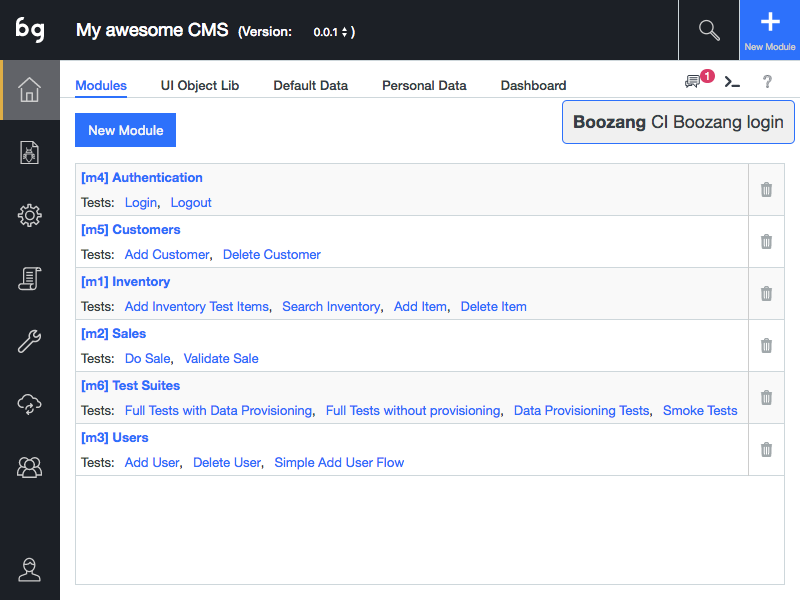 bg
My awesome CMS (Version: 0.0.1 )
New Module
Modules UI Object Lib Default Data Personal Data Dashboard
1
?
New Module
Boozang CI Boozang login
[m4] Authentication
Tests: Login, Logout
[m5] Customers
Tests: Add Customer, Delete Customer
[m1] Inventory
Tests: Add Inventory Test Items, Search Inventory, Add Item, Delete Item
[m2] Sales
Tests: Do Sale, Validate Sale
[m6] Test Suites
Tests: Full Tests with Data Provisioning, Full Tests without provisioning, Data Provisioning Tests, Smoke Tests
[m3] Users
Tests: Add User, Delete User, Simple Add User Flow